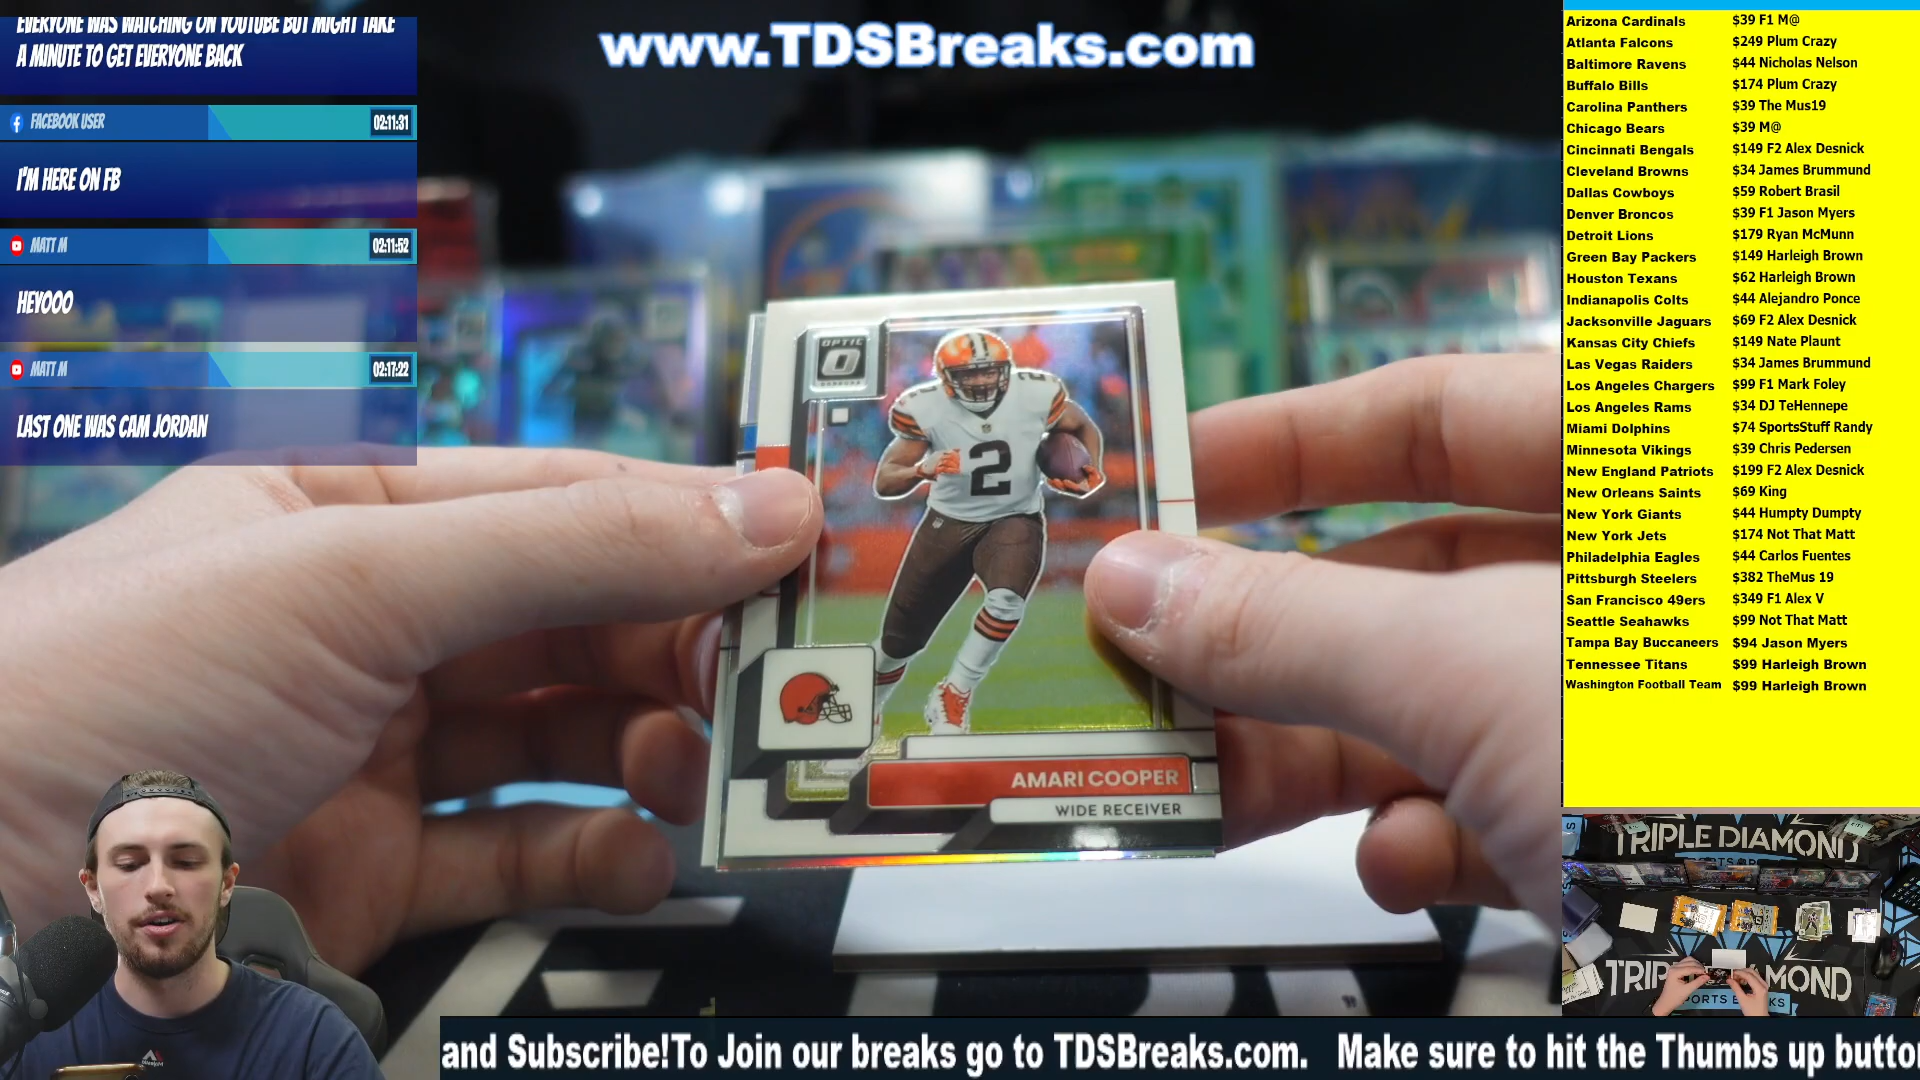 EVERYONE WAS WATCHING ON YOUTUBE BUT MIGHT TAKE
A MINUTE TO GET EVERYONE BACK
FACEBOOK USER 02:11:31
I'M HERE ON FB
MATT M 02:11:52
HEYOOO
MATT M 02:17:22
LAST ONE WAS CAM JORDAN
www.TDSBreaks.com
OPTIC
2
AMARI COOPER
WIDE RECEIVER
Arizona Cardinals $39 F1 M@
Atlanta Falcons $249 Plum Crazy
Baltimore Ravens $44 Nicholas Nelson
Buffalo Bills $174 Plum Crazy
Carolina Panthers $39 The Mus19
Chicago Bears $39 M@
Cincinnati Bengals $149 F2 Alex Desnick
Cleveland Browns $34 James Brummund
Dallas Cowboys $59 Robert Brasil
Denver Broncos $39 F1 Jason Myers
Detroit Lions $179 Ryan McMunn
Green Bay Packers $149 Harleigh Brown
Houston Texans $62 Harleigh Brown
Indianapolis Colts $44 Alejandro Ponce
Jacksonville Jaguars $69 F2 Alex Desnick
Kansas City Chiefs $149 Nate Plaunt
Las Vegas Raiders $34 James Brummund
Los Angeles Chargers $99 F1 Mark Foley
Los Angeles Rams $34 DJ TeHennepe
Miami Dolphins $74 SportsStuff Randy
Minnesota Vikings $39 Chris Pedersen
New England Patriots $199 F2 Alex Desnick
New Orleans Saints $69 King
New York Giants $44 Humpty Dumpty
New York Jets $174 Not That Matt
Philadelphia Eagles $44 Carlos Fuentes
Pittsburgh Steelers $382 TheMus 19
San Francisco 49ers $349 F1 Alex V
Seattle Seahawks $99 Not That Matt
Tampa Bay Buccaneers $94 Jason Myers
Tennessee Titans $99 Harleigh Brown
Washington Football Team $99 Harleigh Brown
TRIPLE DIAMOND
TRIPLE DIAMOND
and Subscribe!To Join our breaks go to TDSBreaks.com. Make sure to hit the Thumbs up